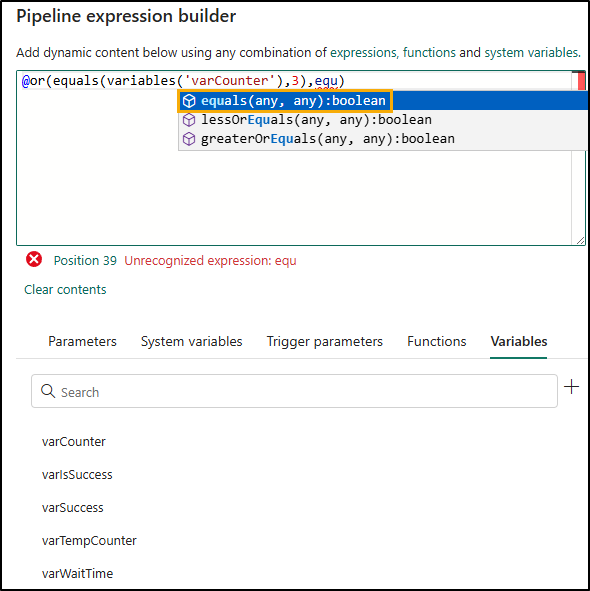 Pipeline expression builder
Add dynamic content below using any combination of expressions, functions and system variables.
@or(equals(variables('varCounter'),3),equ)
equals(any, any):boolean
lessOrEquals(any, any):boolean
greaterOrEquals(any, any):boolean
Position 39 Unrecognized expression: equ
Clear contents
Parameters System variables Trigger parameters Functions Variables
Search
varCounter
varIsSuccess
varSuccess
varTempCounter
varWaitTime